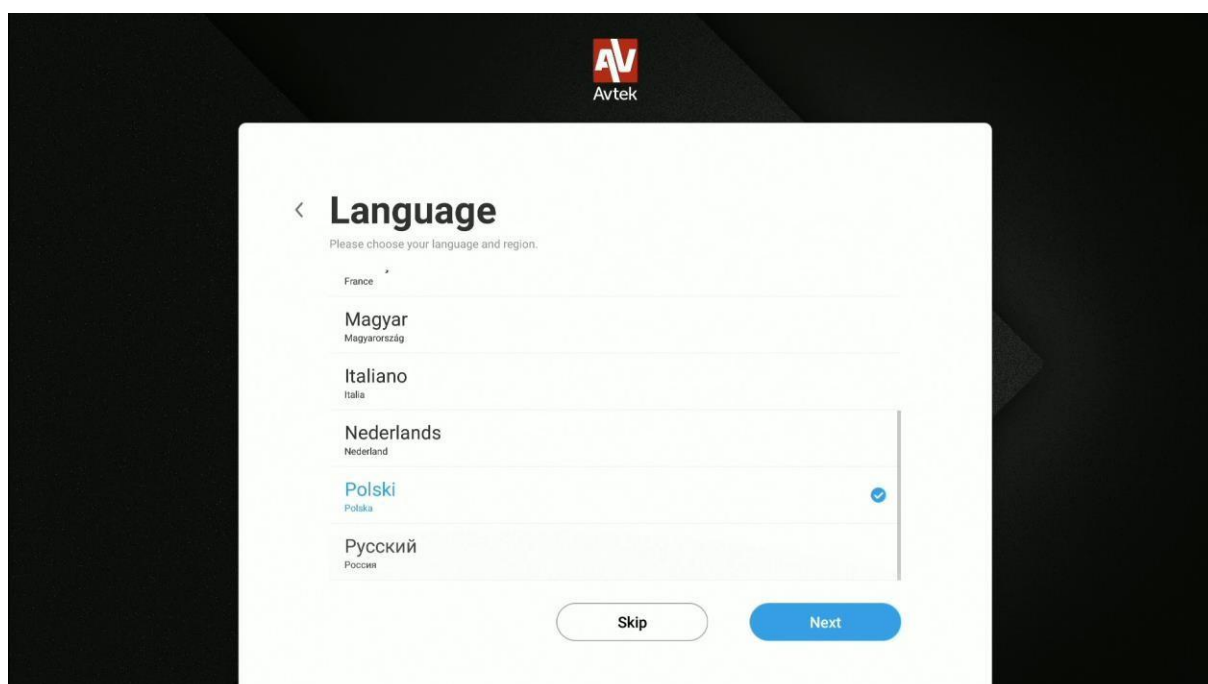 AV
Avtek
Language
Please choose your language and region.
France
Magyar
Magyarország
Italiano
Italia
Nederlands
Nederland
Polski
Polska
Русский
Россия
Skip
Next